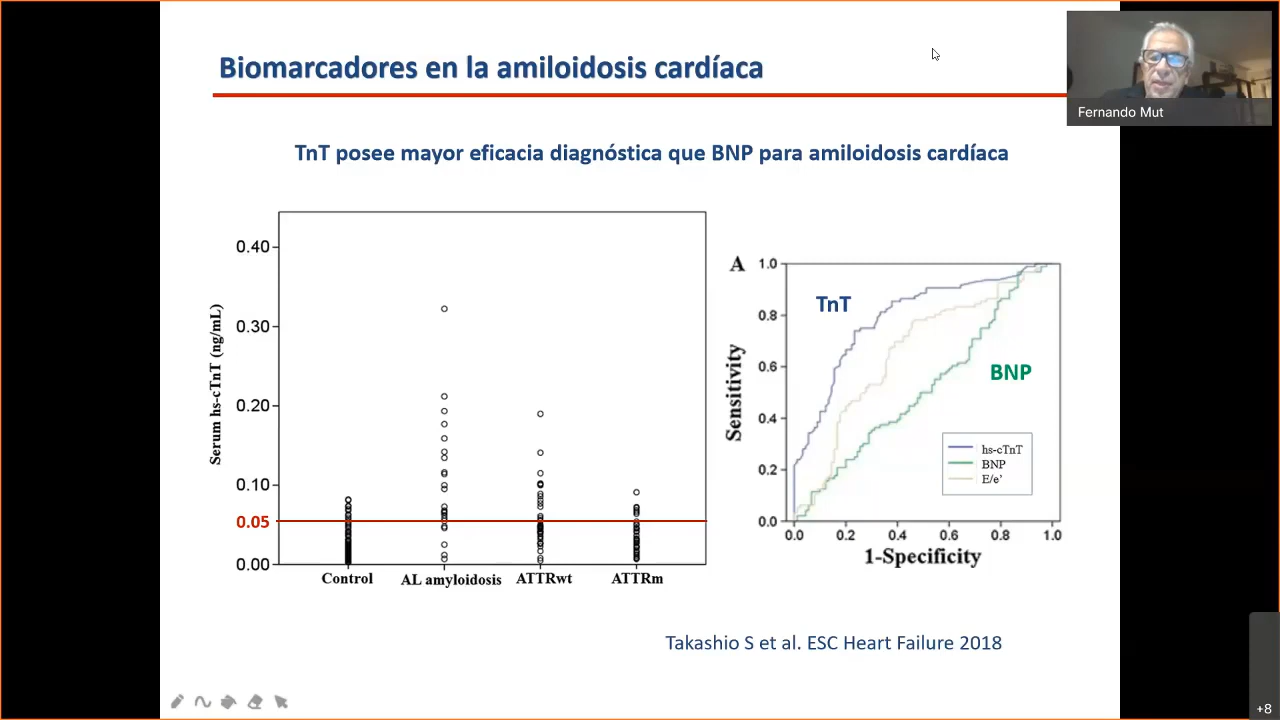 Biomarcadores en la amiloidosis cardíaca
Fernando Mut
TnT posee mayor eficacia diagnóstica que BNP para amiloidosis cardíaca
Serum hs-cTnT (ng/mL)
0.40
0.30
0.20
0.10
0.05
0.00
Control
AL amyloidosis
ATTRwt
ATTRm
A
Sensitivity
1.0
0.8
0.6
0.4
0.2
0.0
TnT
BNP
hs-cTnT
BNP
E/e'
0.0
0.2
0.4
0.6
0.8
1.0
1-Specificity
Takashio S et al. ESC Heart Failure 2018
+8